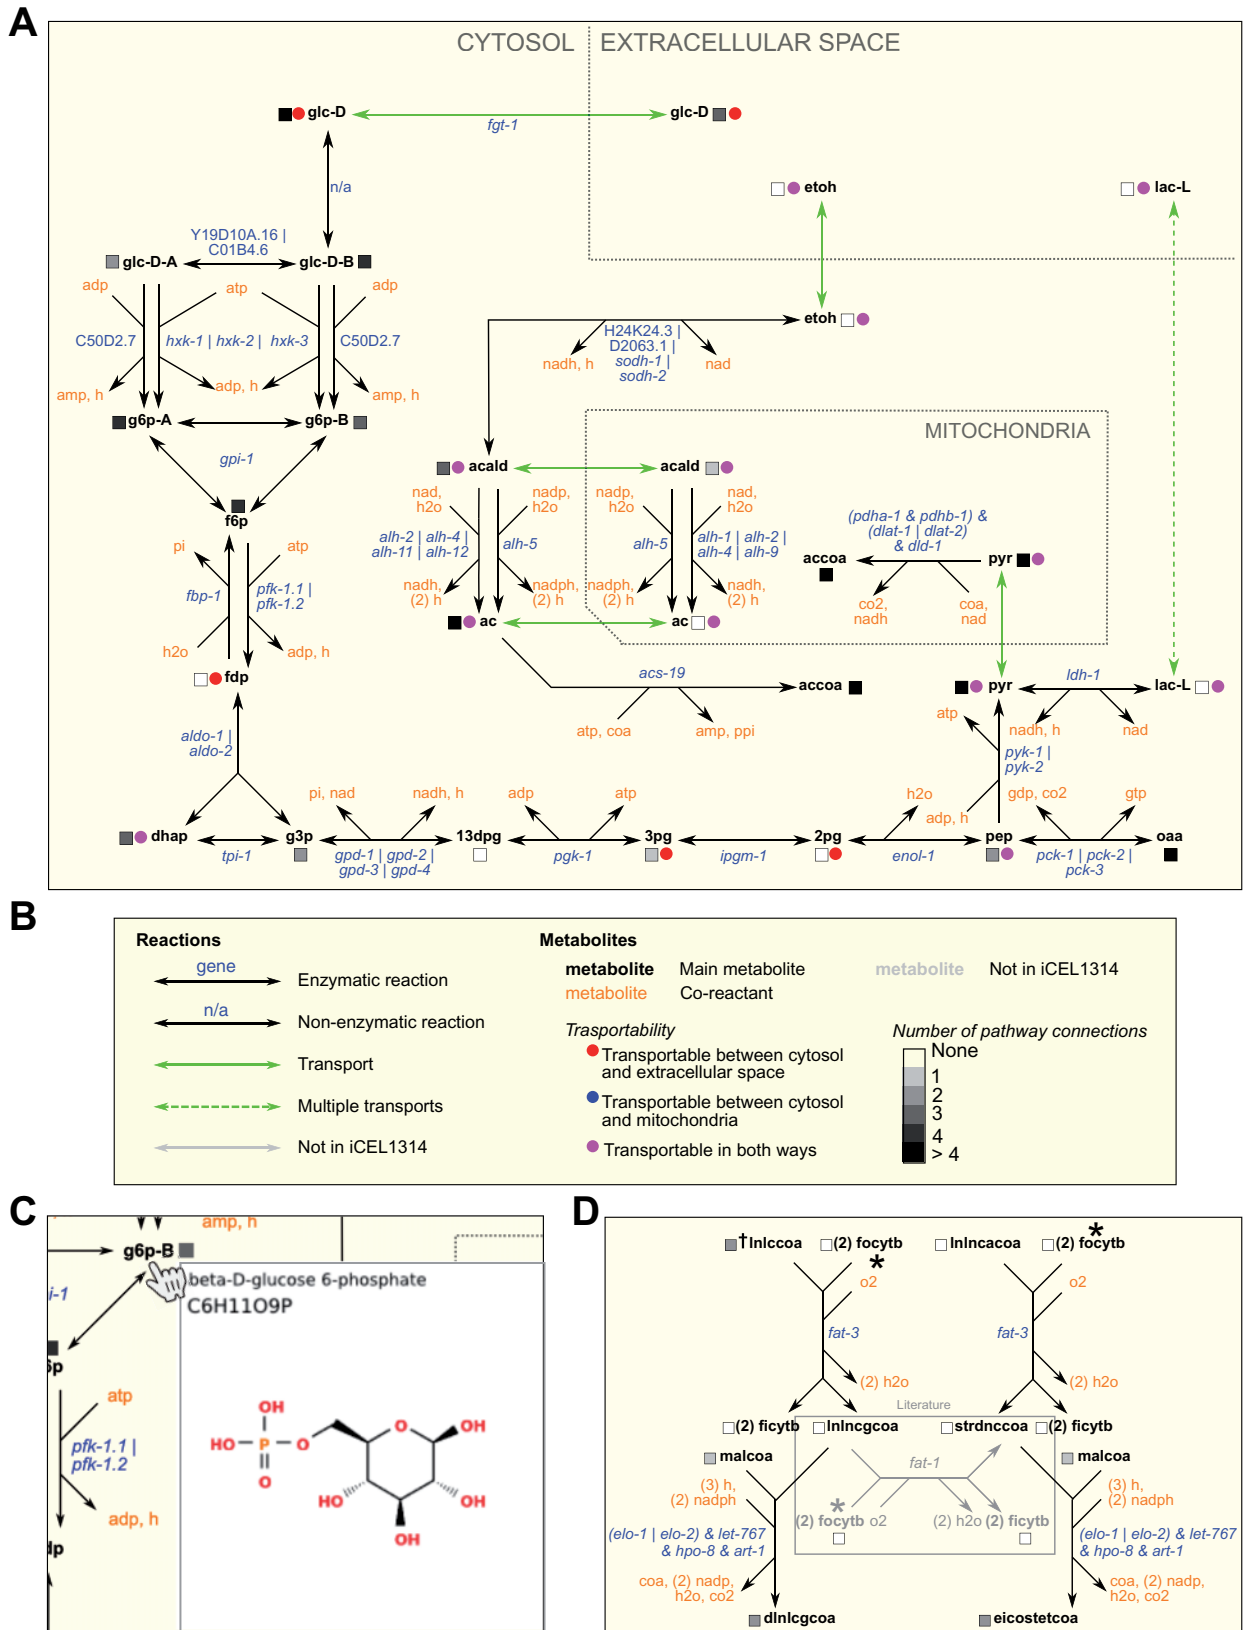 A
CYTOSOL
EXTRACELLULAR SPACE
glc-D
fgt-1
glc-D
n/a
etoh
lac-L
Y19D10A.16 |
C01B4.6
glc-D-A
glc-D-B
adp
atp
adp
C50D2.7
hxk-1 | hxk-2 |
hxk-3
C50D2.7
amp, h
adp, h
amp, h
g6p-A
g6p-B
gpi-1
f6p
etoh
H24K24.3 |
D2063.1 |
sodh-1 |
sodh-2
nadh, h
nad
MITOCHONDRIA
acald
acald
nad,
h2o
nadp,
h2o
nadp,
h2o
nad,
h2o
alh-2 | alh-4 |
alh-11 | alh-12
alh-5
alh-5
alh-1 | alh-2 |
alh-4 | alh-9
nadh,
(2) h
nadph,
(2) h
nadph,
(2) h
nadh,
(2) h
ac
ac
(pdha-1 & pdhb-1) &
(dlat-1 | dlat-2)
& dld-1
accoa
pyr
co2,
nadh
coa,
nad
pi
atp
fbp-1
pfk-1.1 |
pfk-1.2
h2o
adp, h
fdp
acs-19
accoa
atp, coa
amp, ppi
pyr
ldh-1
lac-L
atp
nadh, h
nad
pyk-1 |
pyk-2
adp, h
aldo-1 |
aldo-2
pi, nad
nadh, h
adp
atp
h2o
gdp, co2
gtp
dhap
g3p
13dpg
3pg
2pg
pep
oaa
tpi-1
gpd-1 | gpd-2 |
gpd-3 | gpd-4
pgk-1
ipgm-1
enol-1
pck-1 | pck-2 |
pck-3
B
Reactions
gene
Enzymatic reaction
n/a
Non-enzymatic reaction
Transport
Multiple transports
Not in iCEL1314
Metabolites
metabolite Main metabolite
metabolite Co-reactant
metabolite Not in iCEL1314
Trasportability
Transportable between cytosol
and extracellular space
Transportable between cytosol
and mitochondria
Transportable in both ways
Number of pathway connections
None
1
2
3
4
> 4
C
amp, h
g6p-B
beta-D-glucose 6-phosphate
C6H11O9P
i-1
6p
atp
pfk-1.1 |
pfk-1.2
adp, h
dp
OH
HO P O
O
O
OH
HO
OH
OH
D
†lnlccoa
(2) focytb
*
lnlncacoa
(2) focytb
*
o2
o2
fat-3
fat-3
(2) h2o
(2) h2o
Literature
(2) ficytb
lnlncgcoa
strdnccoa
(2) ficytb
malcoa
malcoa
fat-1
(3) h,
(2) nadph
(3) h,
(2) nadph
*
(2) focytb o2
(2) h2o (2) ficytb
(elo-1 | elo-2) & let-767
& hpo-8 & art-1
(elo-1 | elo-2) & let-767
& hpo-8 & art-1
coa, (2) nadp,
h2o, co2
coa, (2) nadp,
h2o, co2
dlnlcgcoa
eicostetcoa